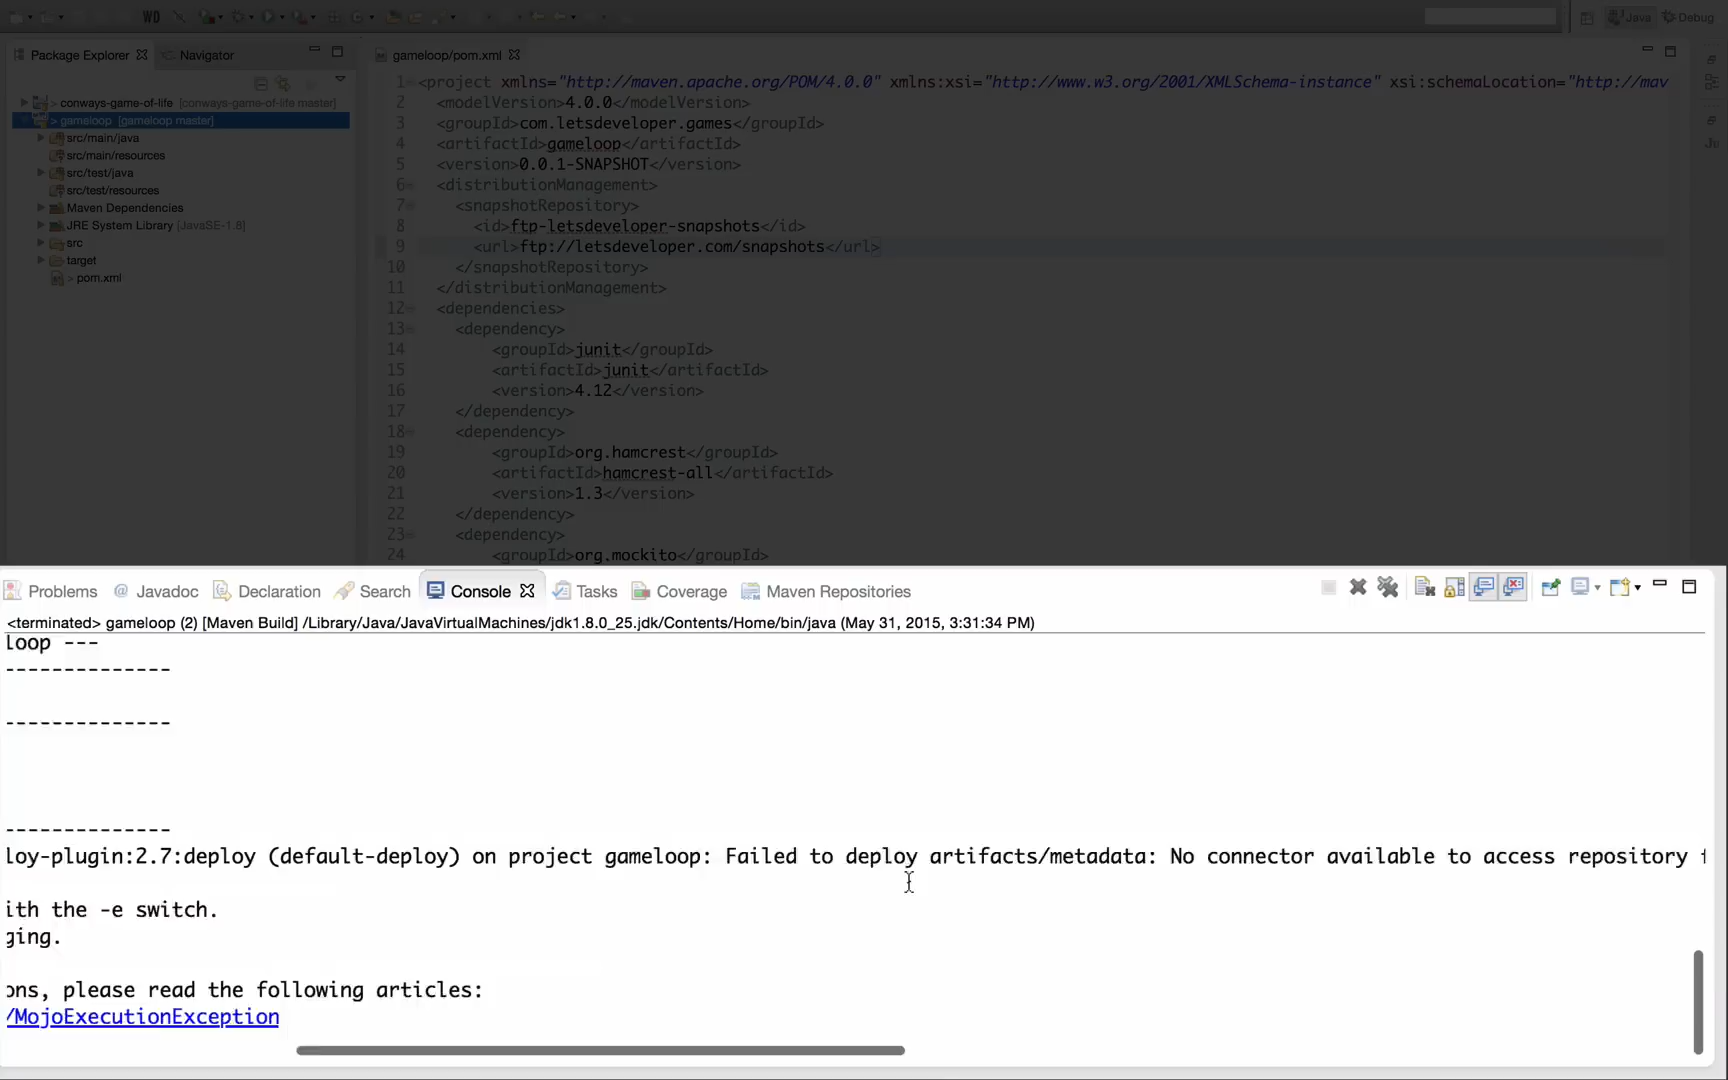 WD
Java
Debug
Package Explorer
Navigator
gameloop/pom.xml
> conways-game-of-life [conways-game-of-life master]
> gameloop [gameloop master]
src/main/java
src/main/resources
src/test/java
src/test/resources
Maven Dependencies
JRE System Library [JavaSE-1.8]
src
target
> pom.xml
1 <project xmlns="http://maven.apache.org/POM/4.0.0" xmlns:xsi="http://www.w3.org/2001/XMLSchema-instance" xsi:schemaLocation="http://mav
2 <modelVersion>4.0.0</modelVersion>
3 <groupId>com.letsdeveloper.games</groupId>
4 <artifactId>gameloop</artifactId>
5 <version>0.0.1-SNAPSHOT</version>
6 <distributionManagement>
7 <snapshotRepository>
8 <id>ftp-letsdeveloper-snapshots</id>
9 <url>ftp://letsdeveloper.com/snapshots</url>
10 </snapshotRepository>
11 </distributionManagement>
12 <dependencies>
13 <dependency>
14 <groupId>junit</groupId>
15 <artifactId>junit</artifactId>
16 <version>4.12</version>
17 </dependency>
18 <dependency>
19 <groupId>org.hamcrest</groupId>
20 <artifactId>hamcrest-all</artifactId>
21 <version>1.3</version>
22 </dependency>
23 <dependency>
24 <groupId>org.mockito</groupId>
Ju
Problems @ Javadoc Declaration Search Console Tasks Coverage Maven Repositories
<terminated> gameloop (2) [Maven Build] /Library/Java/JavaVirtualMachines/jdk1.8.0_25.jdk/Contents/Home/bin/java (May 31, 2015, 3:31:34 PM)
loop ---
--------------
--------------
--------------
loy-plugin:2.7:deploy (default-deploy) on project gameloop: Failed to deploy artifacts/metadata: No connector available to access repository f
ith the -e switch.
ging.
ons, please read the following articles:
/MojoExecutionException